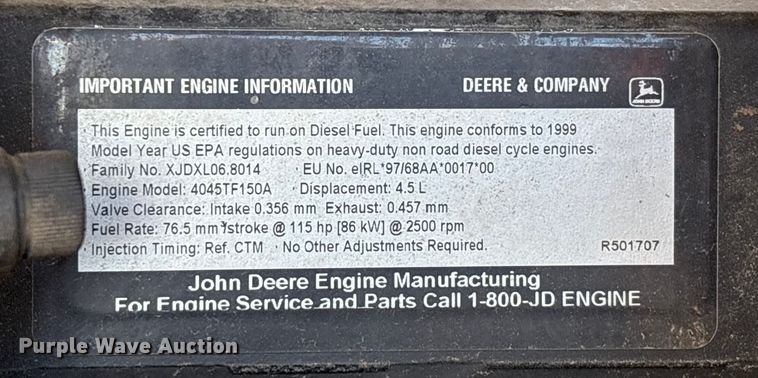 IMPORTANT ENGINE INFORMATION DEERE & COMPANY
JOHN DEERE
This Engine is certified to run on Diesel Fuel. This engine conforms to 1999
Model Year US EPA regulations on heavy-duty non road diesel cycle engines.
Family No. XJDXL06.8014 EU No. eIRL*97/68AA*0017*00
Engine Model: 4045TF150A Displacement: 4.5 L
Valve Clearance: Intake 0.356 mm Exhaust: 0.457 mm
Fuel Rate: 76.5 mm³/stroke @ 115 hp [86 kW] @ 2500 rpm
Injection Timing: Ref. CTM No Other Adjustments Required. R501707
John Deere Engine Manufacturing
For Engine Service and Parts Call 1-800-JD ENGINE
Purple Wave Auction